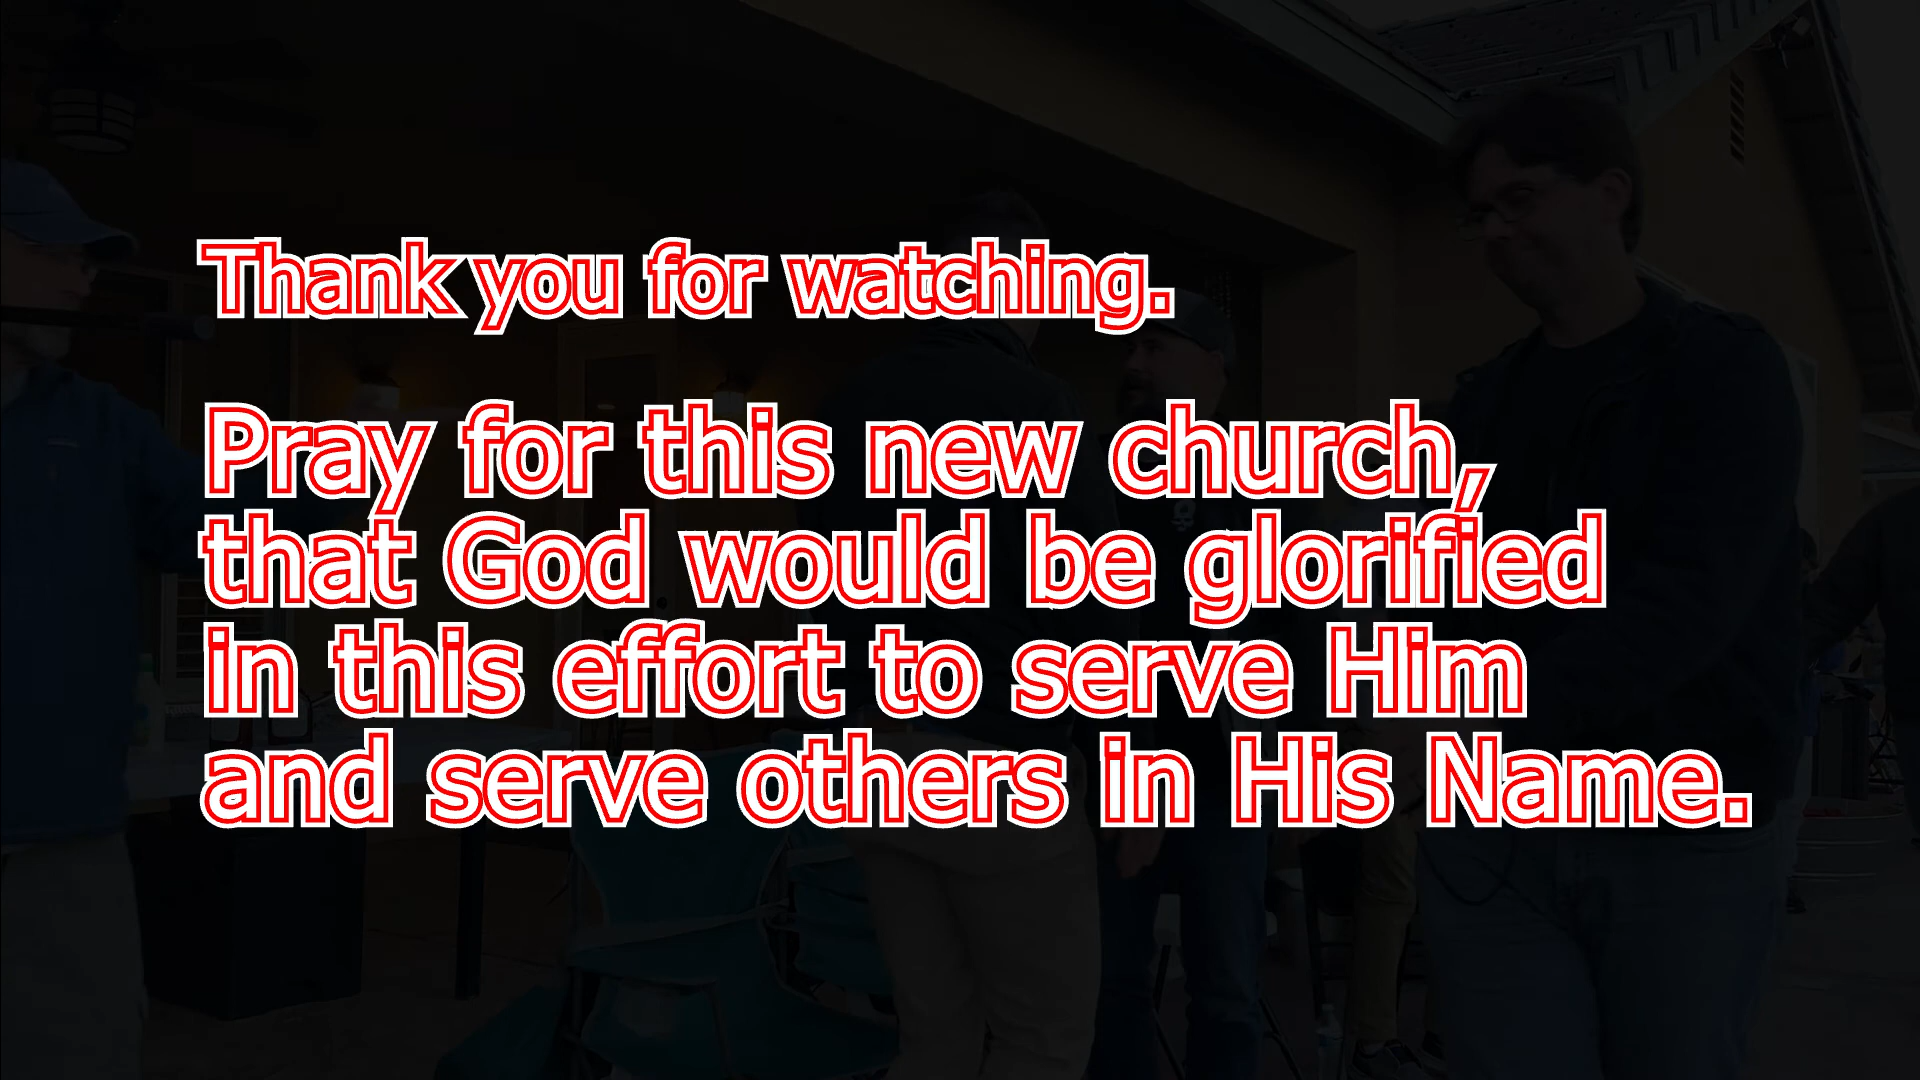 Thank you for watching.
Pray for this new church,
that God would be glorified
in this effort to serve Him
and serve others in His Name.